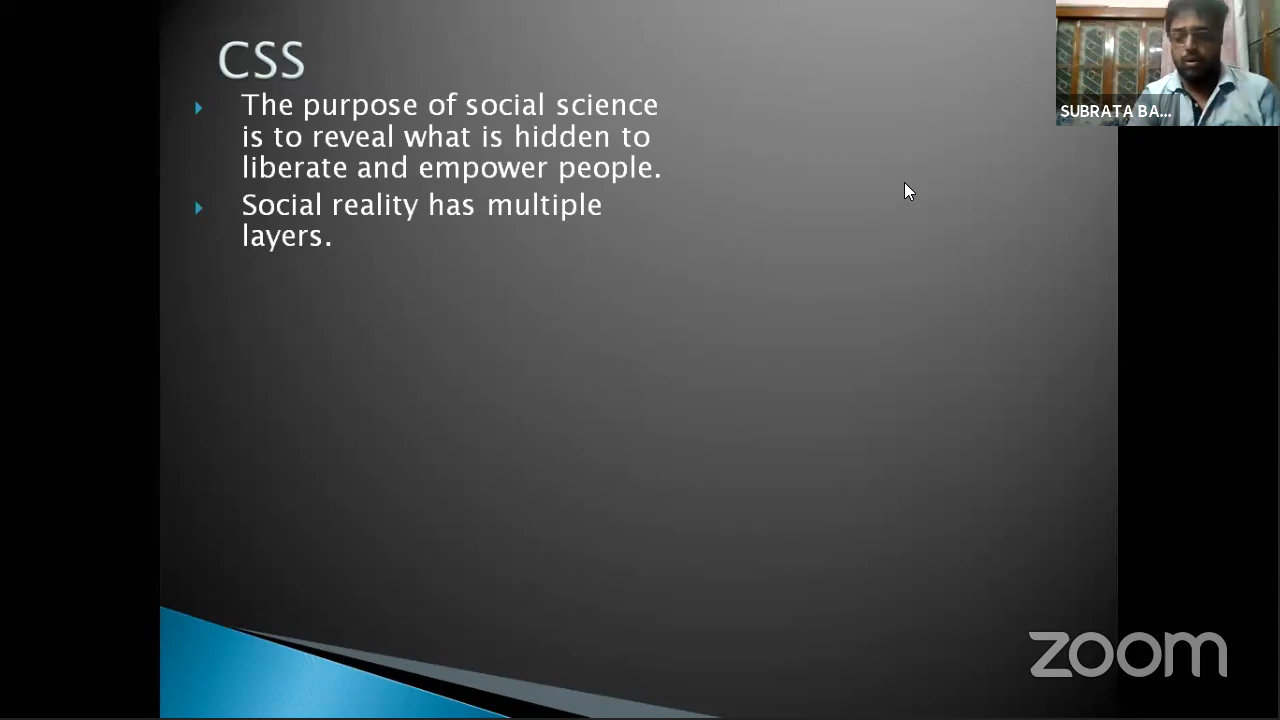 CSS
The purpose of social science
is to reveal what is hidden to
liberate and empower people.
Social reality has multiple
layers.
SUBRATA BA...
zoom